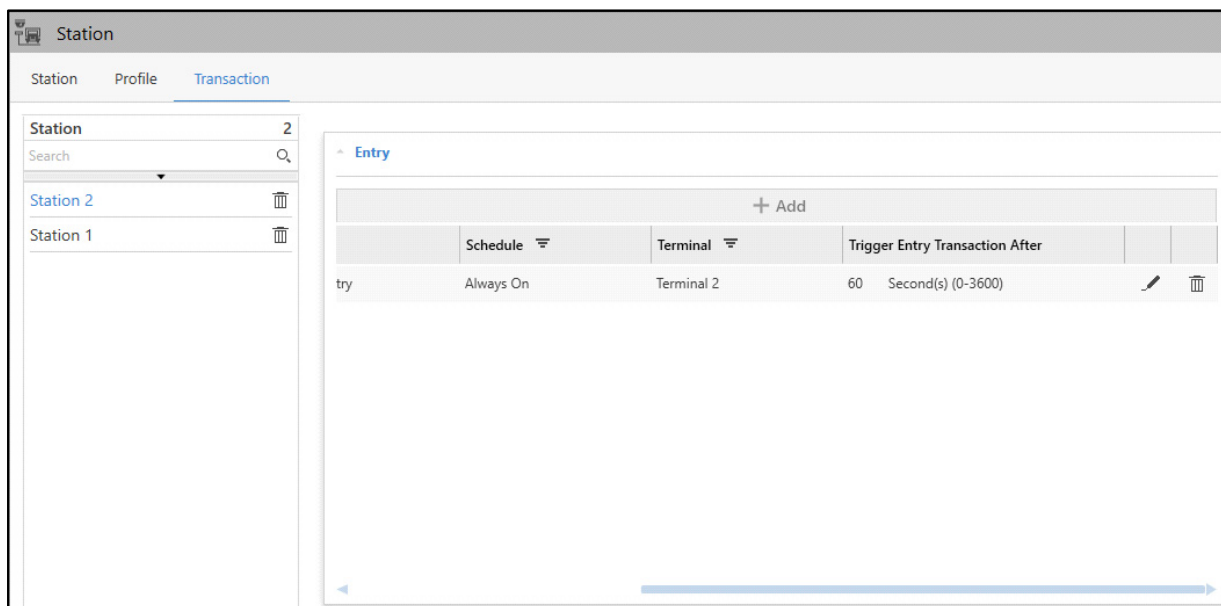 Station
Station Profile Transaction
Station 2
Search
Station 2
Station 1
Entry
+ Add
Schedule Terminal Trigger Entry Transaction After
try Always On Terminal 2 60 Second(s) (0-3600)